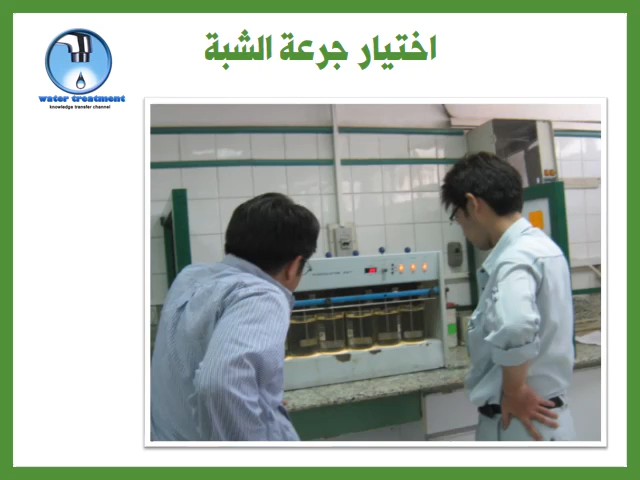 اختيار جرعة الشبة
water treatment
knowledge transfer channel